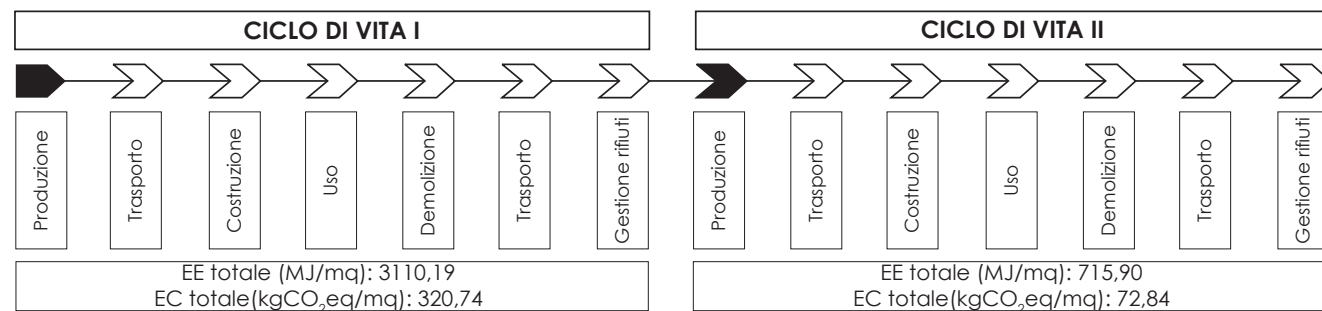 CICLO DI VITA I
CICLO DI VITA II
Produzione
Trasporto
Costruzione
Uso
Demolizione
Trasporto
Gestione rifiuti
Produzione
Trasporto
Costruzione
Uso
Demolizione
Trasporto
Gestione rifiuti
EE totale (MJ/mq): 3110,19
EC totale(kgCO₂eq/mq): 320,74
EE totale (MJ/mq): 715,90
EC totale(kgCO₂eq/mq): 72,84